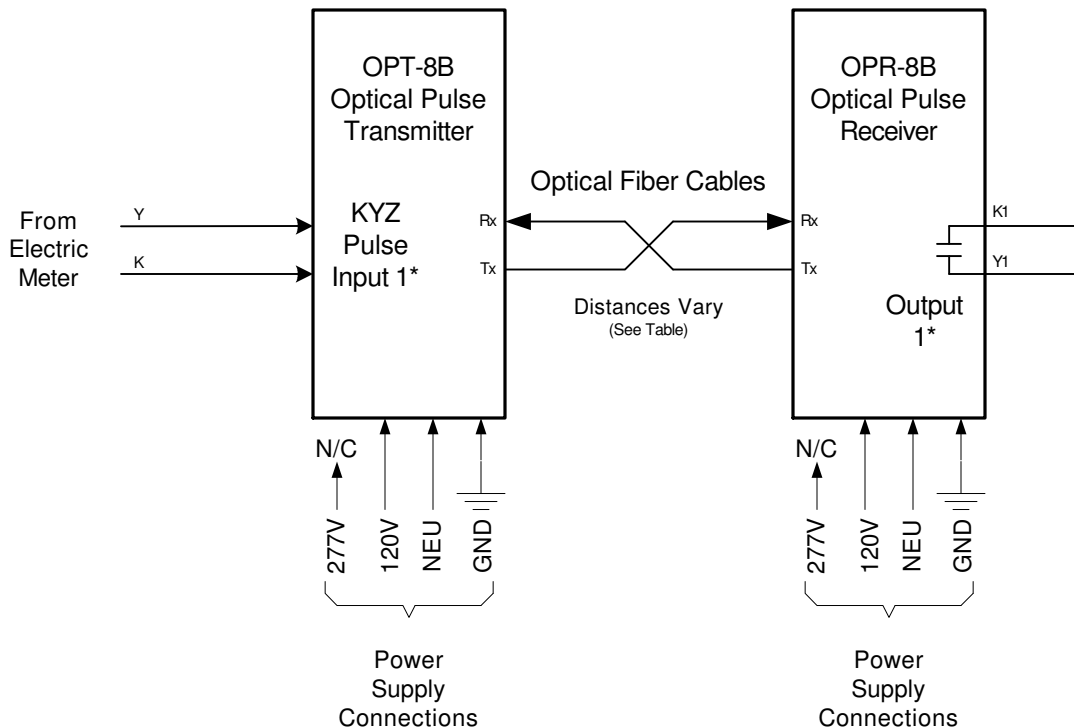 OPT-8B
Optical Pulse
Transmitter
KYZ
Pulse
Input 1*
From
Electric
Meter
Y
K
Rx
Tx
Optical Fiber Cables
Distances Vary
(See Table)
OPR-8B
Optical Pulse
Receiver
Rx
Tx
Output
1*
K1
Y1
N/C
277V
120V
NEU
GND
Power
Supply
Connections
N/C
277V
120V
NEU
GND
Power
Supply
Connections